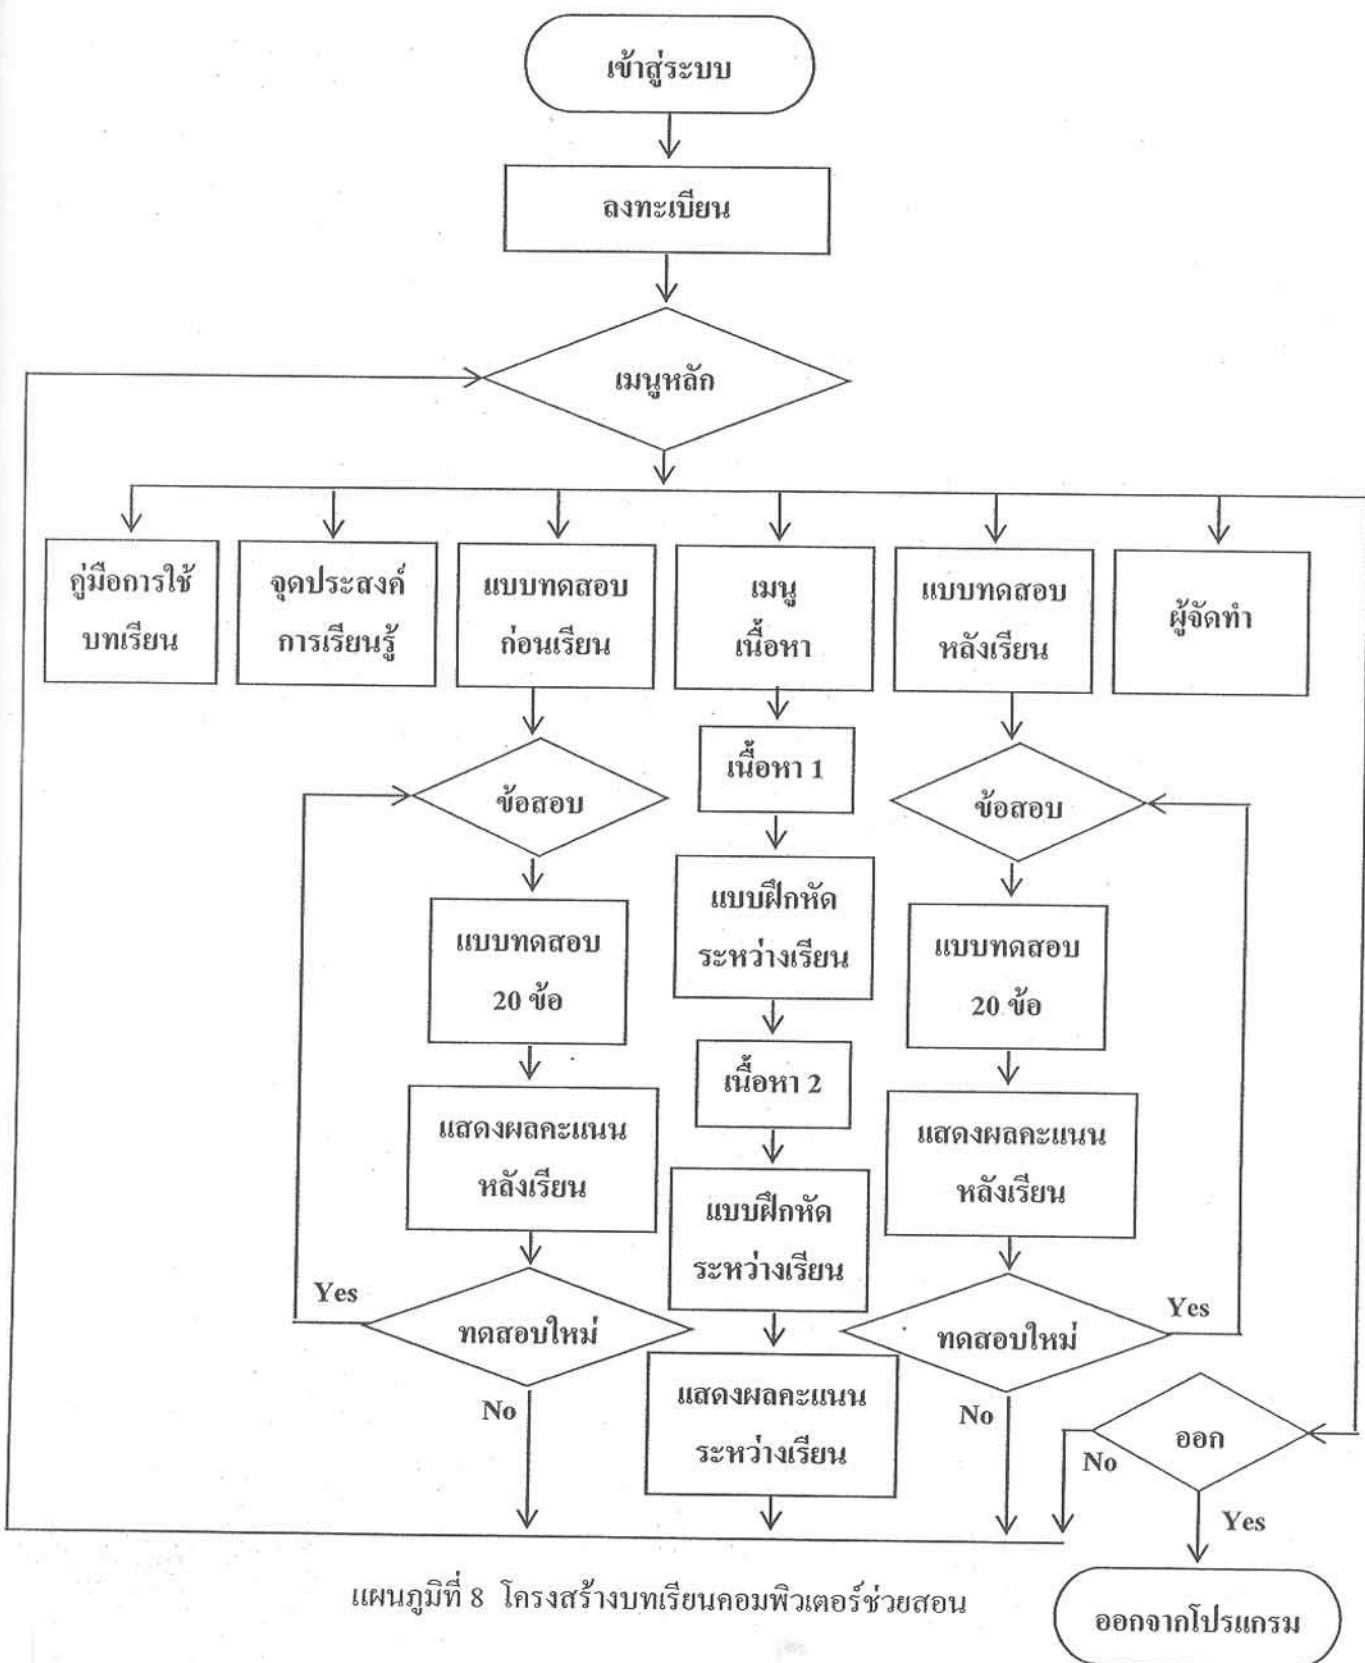 เข้าสู่ระบบ
ลงทะเบียน
เมนูหลัก
คู่มือการใช้
บทเรียน
จุดประสงค์
การเรียนรู้
แบบทดสอบ
ก่อนเรียน
เมนู
เนื้อหา
แบบทดสอบ
หลังเรียน
ผู้จัดทำ
ข้อสอบ
แบบทดสอบ
20 ข้อ
แสดงผลคะแนน
หลังเรียน
Yes
ทดสอบใหม่
No
เนื้อหา 1
แบบฝึกหัด
ระหว่างเรียน
เนื้อหา 2
แบบฝึกหัด
ระหว่างเรียน
แสดงผลคะแนน
ระหว่างเรียน
ข้อสอบ
แบบทดสอบ
20 ข้อ
แสดงผลคะแนน
หลังเรียน
Yes
ทดสอบใหม่
No
ออก
No
Yes
ออกจากโปรแกรม
แผนภูมิที่ 8 โครงสร้างบทเรียนคอมพิวเตอร์ช่วยสอน